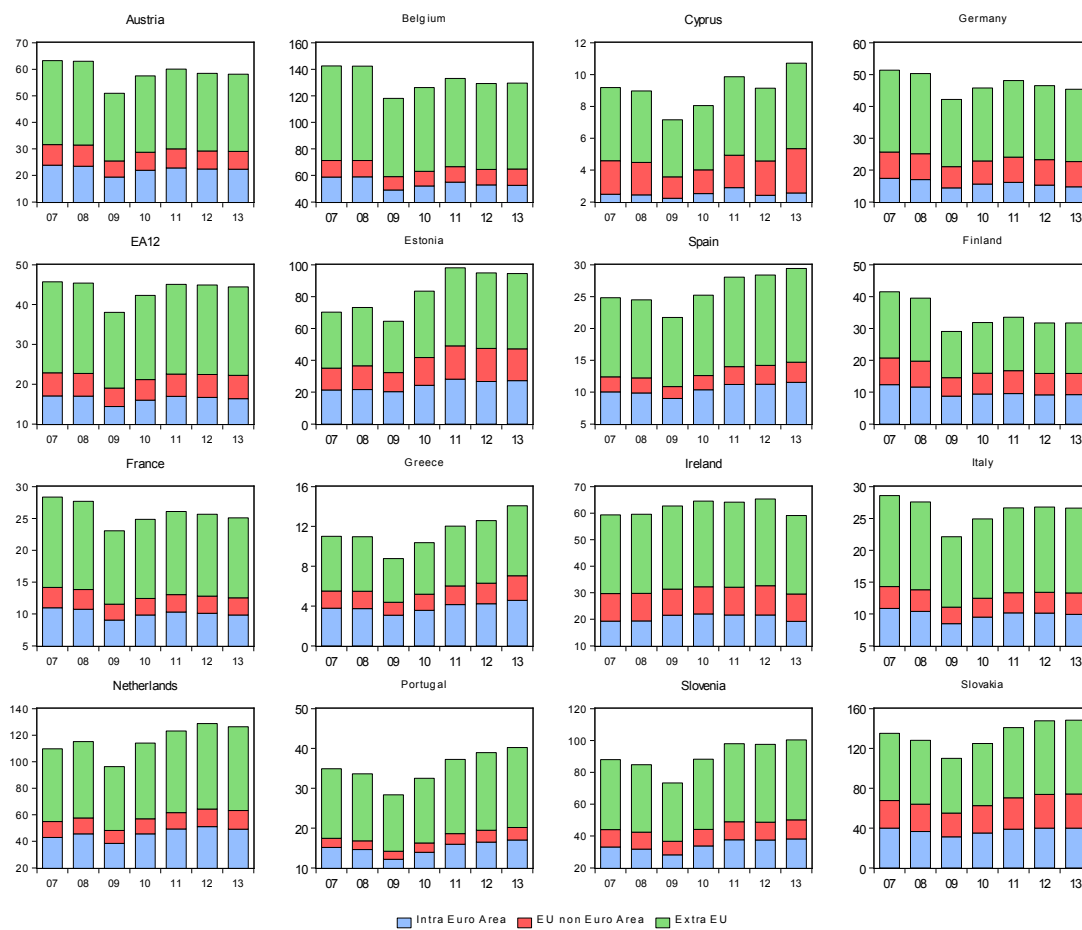 Austria Belgium Cyprus Germany
70 160 12 60
60 140 10 50
50 120 8 40
40 100 6 30
30 80 4 20
20 60 2 10
10 40
07 08 09 10 11 12 13 07 08 09 10 11 12 13 07 08 09 10 11 12 13 07 08 09 10 11 12 13
EA12 Estonia Spain Finland
50 100 30 50
40 80 25 40
30 60 20 30
20 40 15 20
10 20 10 10
0 5 0
07 08 09 10 11 12 13 07 08 09 10 11 12 13 07 08 09 10 11 12 13 07 08 09 10 11 12 13
France Greece Ireland Italy
30 16 70 30
25 12 60 25
20 8 50 20
15 4 40 15
10 0 30 10
5 20 5
10
07 08 09 10 11 12 13 07 08 09 10 11 12 13 07 08 09 10 11 12 13 07 08 09 10 11 12 13
Netherlands Portugal Slovenia Slovakia
140 50 120 160
120 40 100 120
100 30 80 80
80 20 60 40
60 10 40 0
40 20
20
07 08 09 10 11 12 13 07 08 09 10 11 12 13 07 08 09 10 11 12 13 07 08 09 10 11 12 13
Intra Euro Area EU non Euro Area Extra EU